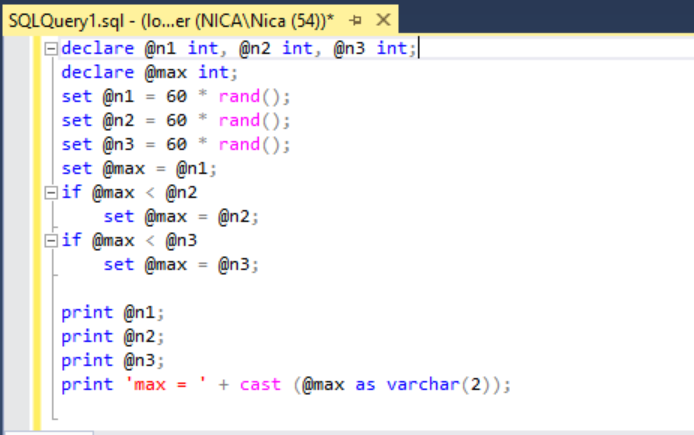 SQLQuery1.sql - (lo...er (NICA\Nica (54))*
declare @n1 int, @n2 int, @n3 int;
declare @max int;
set @n1 = 60 * rand();
set @n2 = 60 * rand();
set @n3 = 60 * rand();
set @max = @n1;
if @max < @n2
    set @max = @n2;
if @max < @n3
    set @max = @n3;
print @n1;
print @n2;
print @n3;
print 'max = ' + cast (@max as varchar(2));